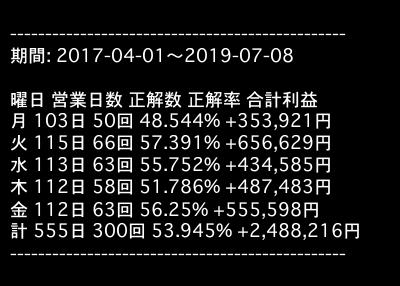 ------------------------------------------------
期間: 2017-04-01〜2019-07-08
曜日 営業日数 正解数 正解率 合計利益
月 103日 50回 48.544% +353,921円
火 115日 66回 57.391% +656,629円
水 113日 63回 55.752% +434,585円
木 112日 58回 51.786% +487,483円
金 112日 63回 56.25% +555,598円
計 555日 300回 53.945% +2,488,216円
------------------------------------------------